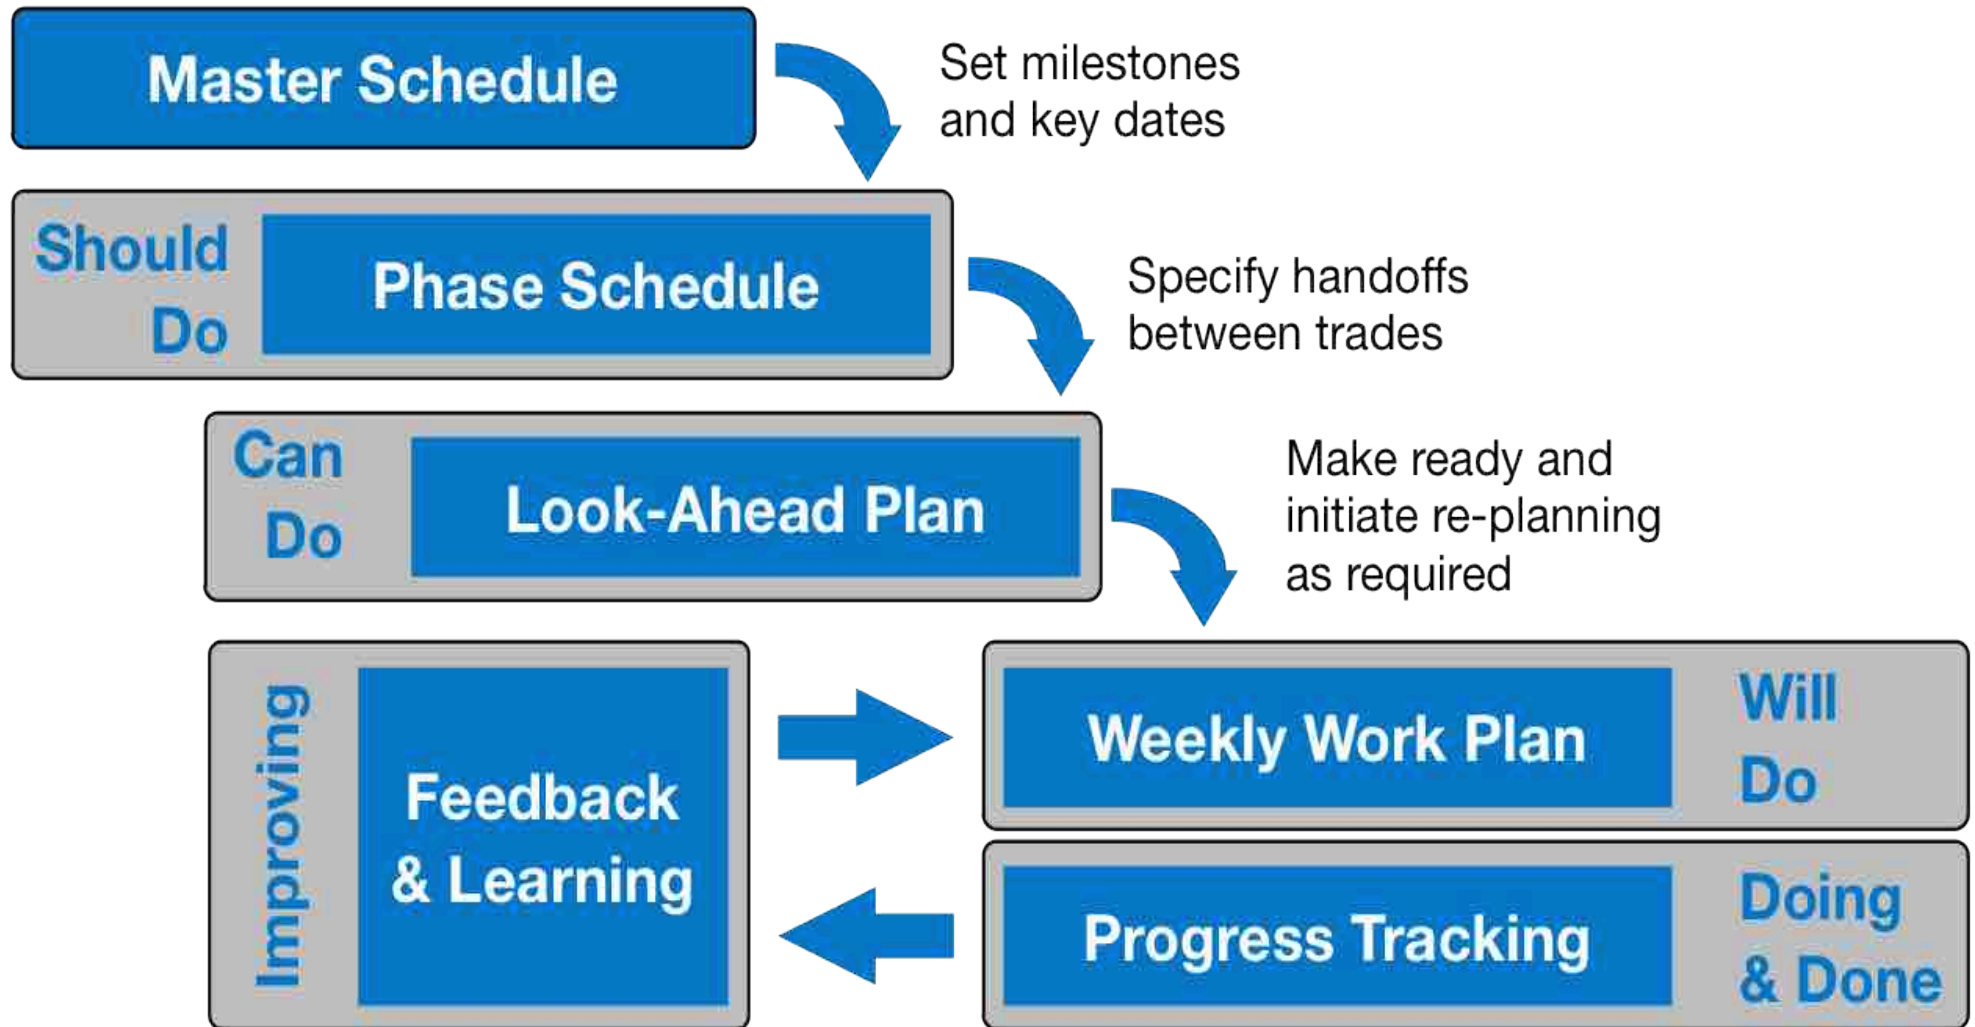 Master Schedule
Set milestones
and key dates
Should
Do
Phase Schedule
Specify handoffs
between trades
Can
Do
Look-Ahead Plan
Make ready and
initiate re-planning
as required
Improving
Feedback
& Learning
Weekly Work Plan
Will
Do
Progress Tracking
Doing
& Done